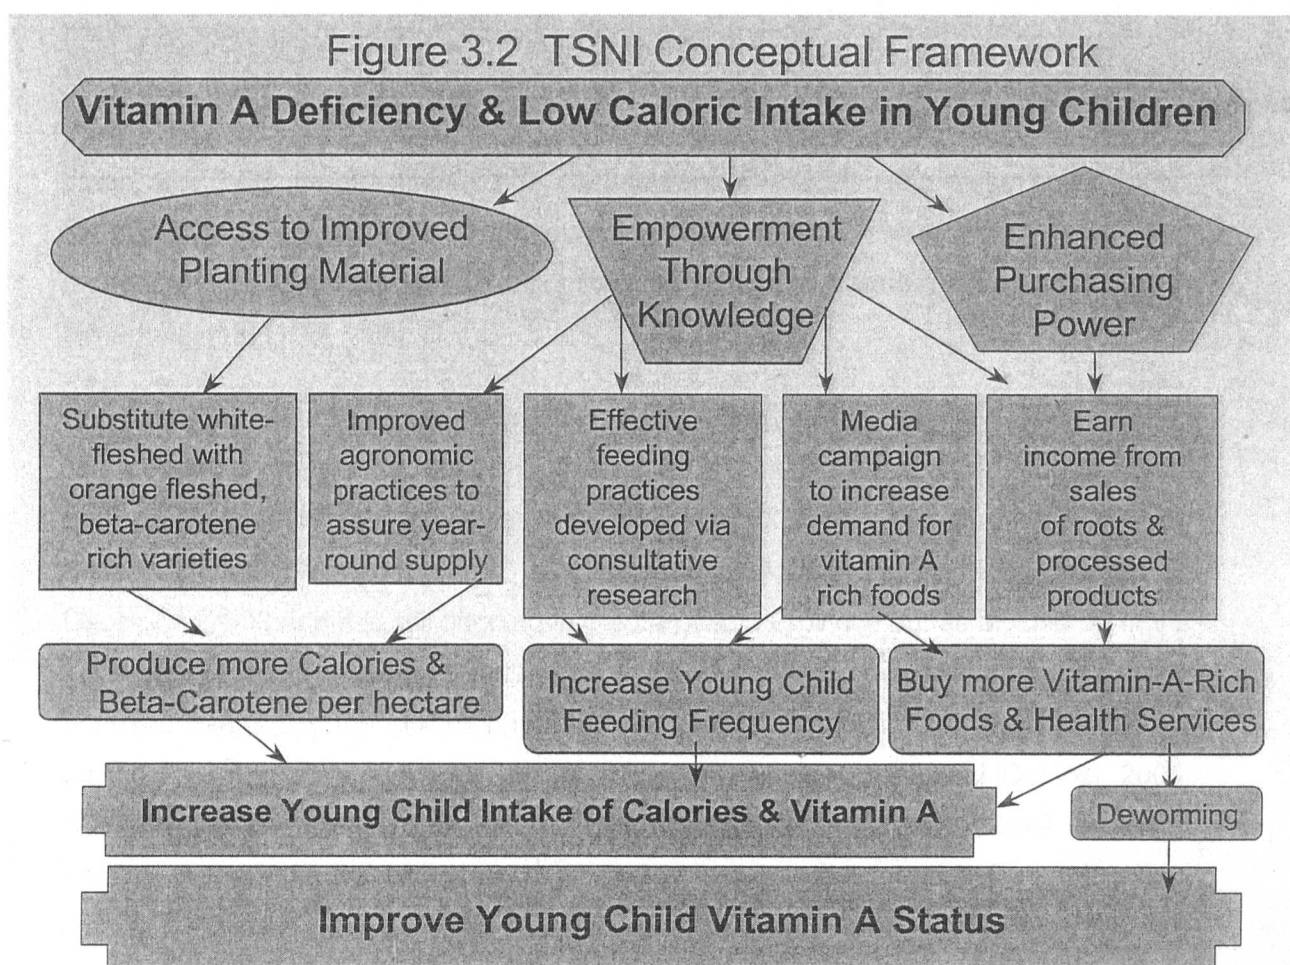 Figure 3.2 TSNI Conceptual Framework
Vitamin A Deficiency & Low Caloric Intake in Young Children
Access to Improved
Planting Material
Empowerment
Through
Knowledge
Enhanced
Purchasing
Power
Substitute white-
fleshed with
orange fleshed,
beta-carotene
rich varieties
Improved
agronomic
practices to
assure year-
round supply
Effective
feeding
practices
developed via
consultative
research
Media
campaign
to increase
demand for
vitamin A
rich foods
Earn
income from
sales
of roots &
processed
products
Produce more Calories &
Beta-Carotene per hectare
Increase Young Child
Feeding Frequency
Buy more Vitamin-A-Rich
Foods & Health Services
Increase Young Child Intake of Calories & Vitamin A
Deworming
Improve Young Child Vitamin A Status